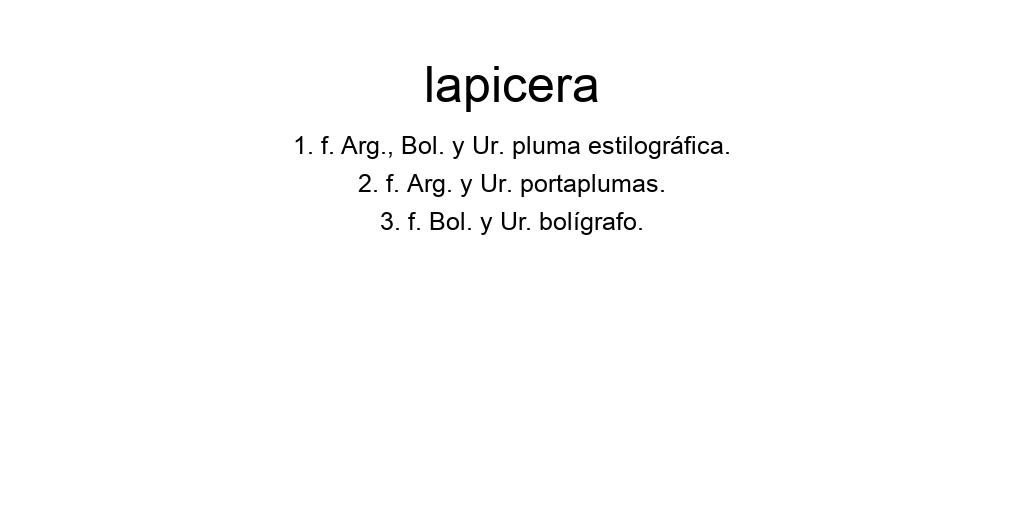 lapicera
1. f. Arg., Bol. y Ur. pluma estilográfica.
2. f. Arg. y Ur. portaplumas.
3. f. Bol. y Ur. bolígrafo.